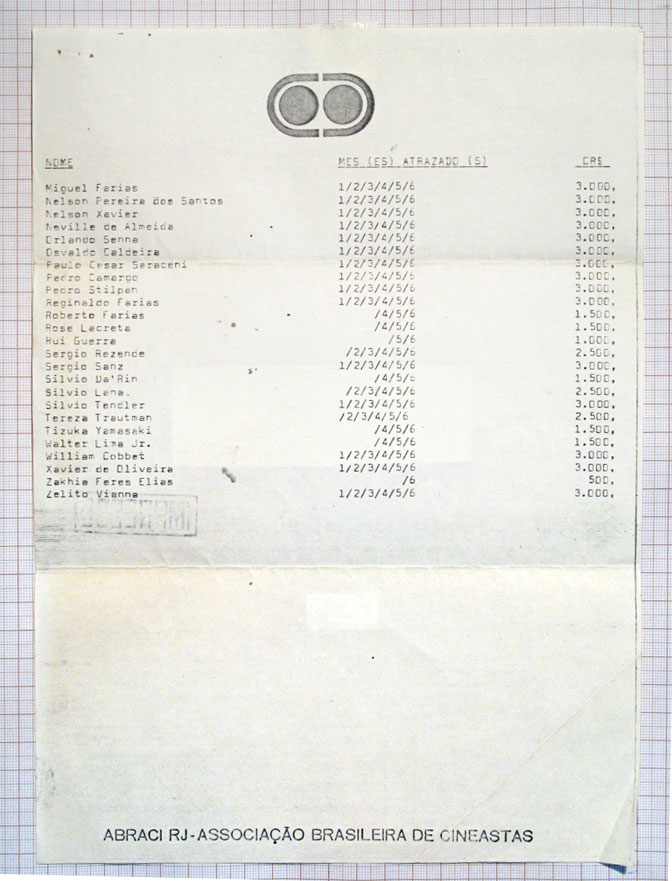 NOME MES (ES) ATRAZADO (S) CR$
Miguel Farias 1/2/3/4/5/6 3.000,
Nelson Pereira dos Santos 1/2/3/4/5/6 3.000,
Nelson Xavier 1/2/3/4/5/6 3.000,
Neville de Almeida 1/2/3/4/5/6 3.000,
Orlando Senna 1/2/3/4/5/6 3.000,
Osvaldo Caldeira 1/2/3/4/5/6 3.000,
Paulo Cesar Saraceni 1/2/3/4/5/6 3.000,
Pedro Camargo 1/2/3/4/5/6 3.000,
Pedro Stilpen 1/2/3/4/5/6 3.000,
Reginaldo Farias 1/2/3/4/5/6 3.000,
Roberto Farias /4/5/6 1.500,
Rose Lacreta /4/5/6 1.500,
Rui Guerra /5/6 1.000,
Sergio Rezende /2/3/4/5/6 2.500,
Sergio Sanz 1/2/3/4/5/6 3.000,
Silvio Da'Rin /4/5/6 1.500,
Silvio Lana. /2/3/4/5/6 2.500,
Silvio Tendler 1/2/3/4/5/6 3.000,
Tereza Trautman /2/3/4/5/6 2.500,
Tizuka Yamasaki /4/5/6 1.500,
Walter Lima Jr. /4/5/6 1.500,
William Cobbet 1/2/3/4/5/6 3.000,
Xavier de Oliveira 1/2/3/4/5/6 3.000,
Zakhia Feres Elias /6 500,
Zelito Vianna 1/2/3/4/5/6 3.000,
ABRACI RJ-ASSOCIAÇÃO BRASILEIRA DE CINEASTAS